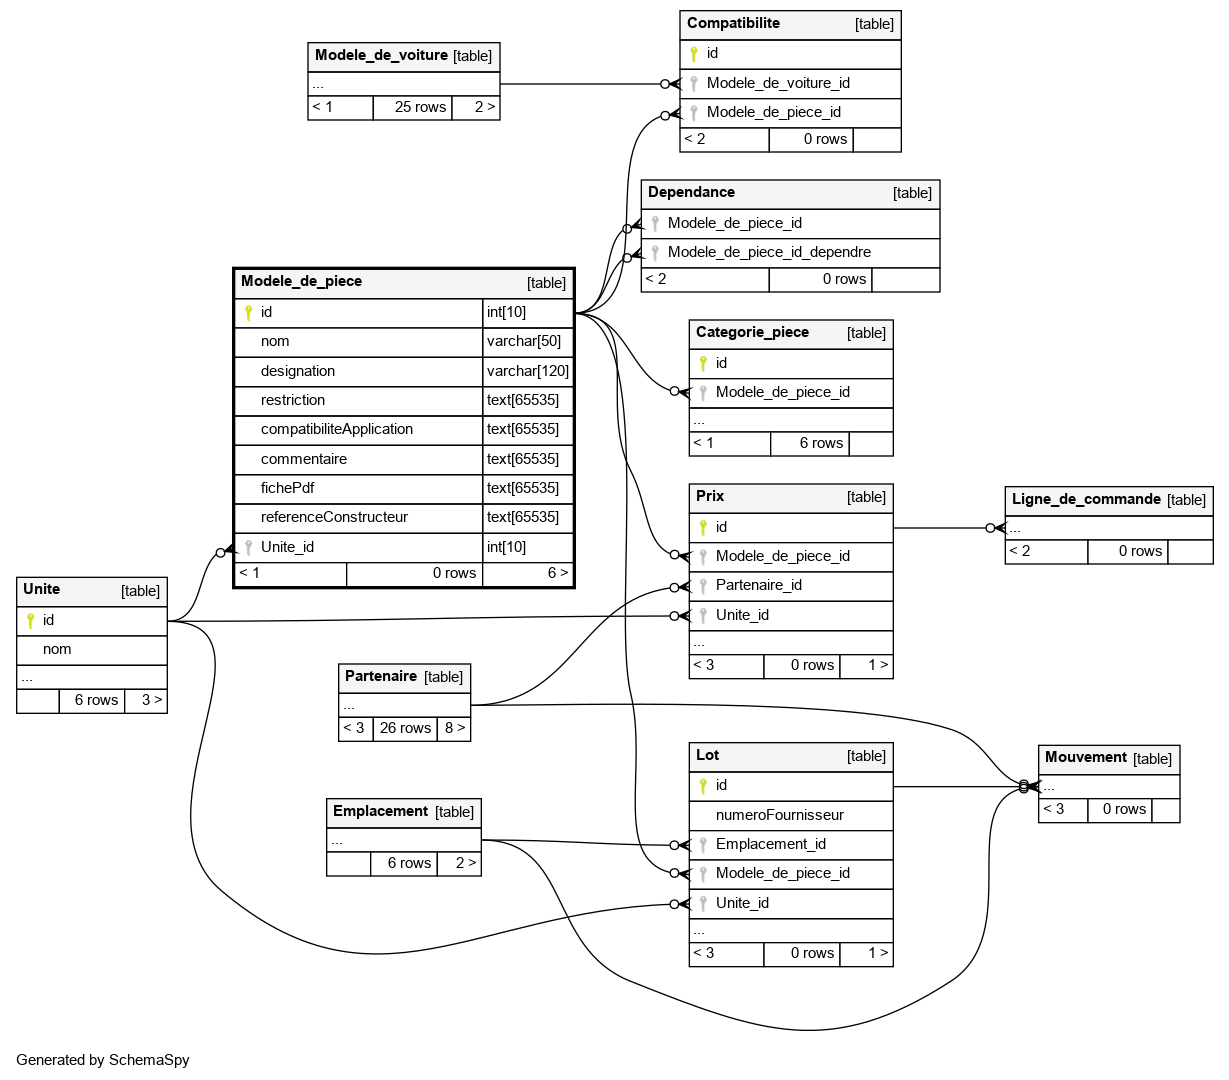 Compatibilite [table]
id
Modele_de_voiture_id
Modele_de_piece_id
< 2 0 rows
Modele_de_voiture [table]
...
< 1 25 rows 2 >
Dependance [table]
Modele_de_piece_id
Modele_de_piece_id_dependre
< 2 0 rows
Modele_de_piece [table]
id int[10]
nom varchar[50]
designation varchar[120]
restriction text[65535]
compatibiliteApplication text[65535]
commentaire text[65535]
fichePdf text[65535]
referenceConstructeur text[65535]
Unite_id int[10]
< 1 0 rows 6 >
Categorie_piece [table]
id
Modele_de_piece_id
...
< 1 6 rows
Prix [table]
id
Modele_de_piece_id
Partenaire_id
Unite_id
...
< 3 0 rows 1 >
Ligne_de_commande [table]
...
< 2 0 rows
Unite [table]
id
nom
...
6 rows 3 >
Partenaire [table]
...
< 3 26 rows 8 >
Lot [table]
id
numeroFournisseur
Emplacement_id
Modele_de_piece_id
Unite_id
...
< 3 0 rows 1 >
Mouvement [table]
...
< 3 0 rows
Emplacement [table]
...
6 rows 2 >
Generated by SchemaSpy